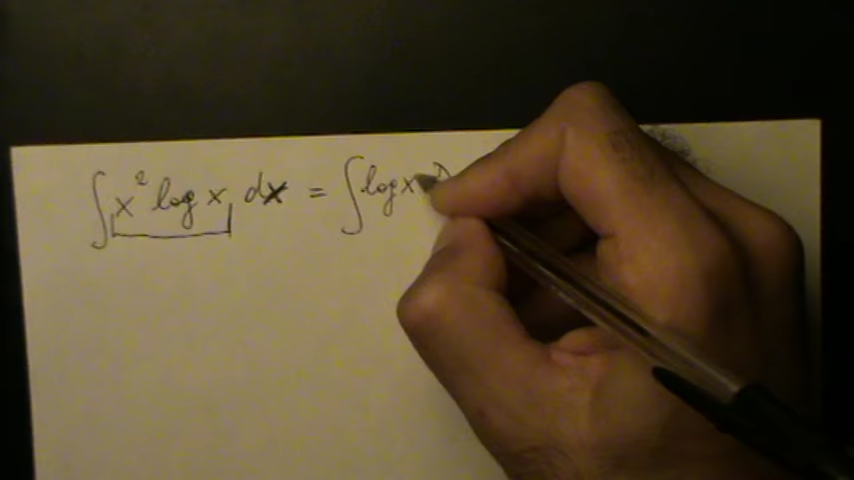 ∫x² log x dx = ∫log x